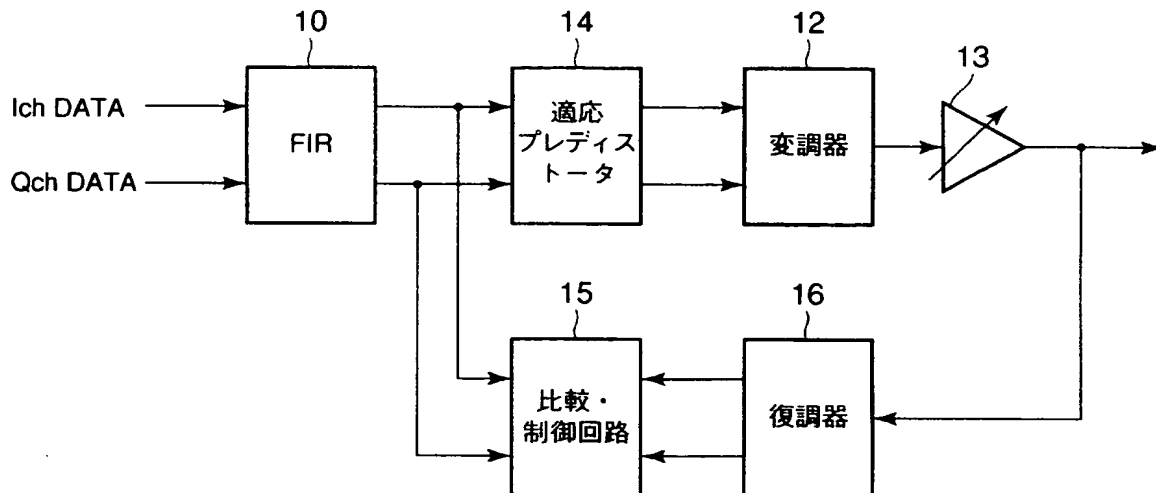 10
14
12
13
Ich DATA
Qch DATA
FIR
適応
プレディス
トータ
変調器
15
16
比較・
制御回路
復調器